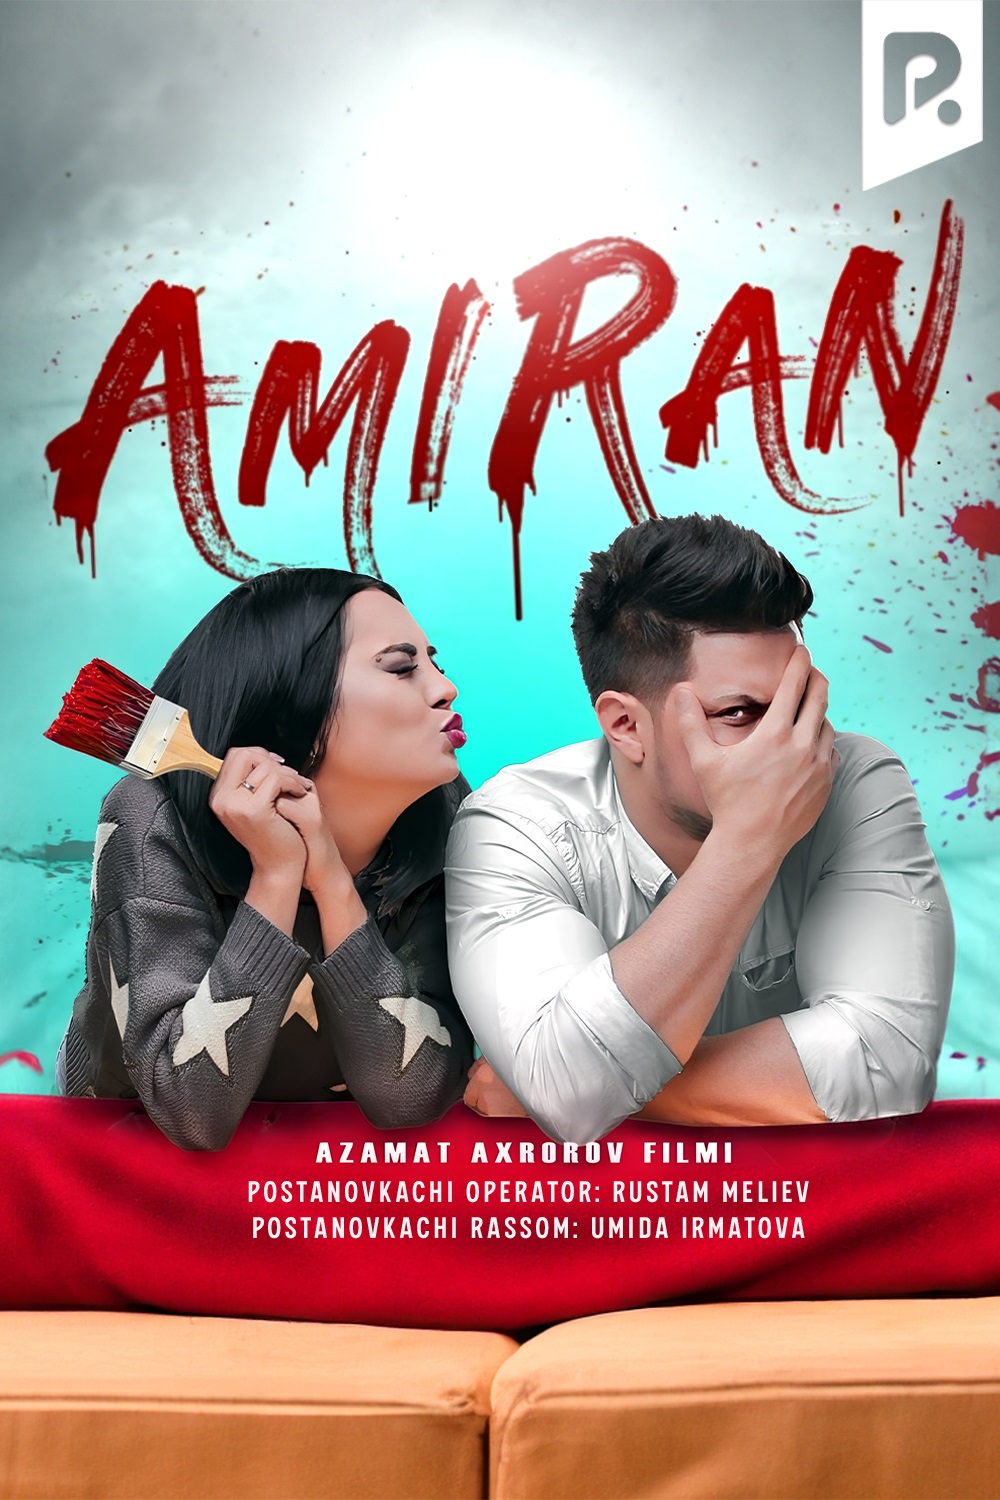 AMIRAN
AZAMAT AXROROV FILMI
POSTANOVKACHI OPERATOR: RUSTAM MELIEV
POSTANOVKACHI RASSOM: UMIDA IRMATOVA